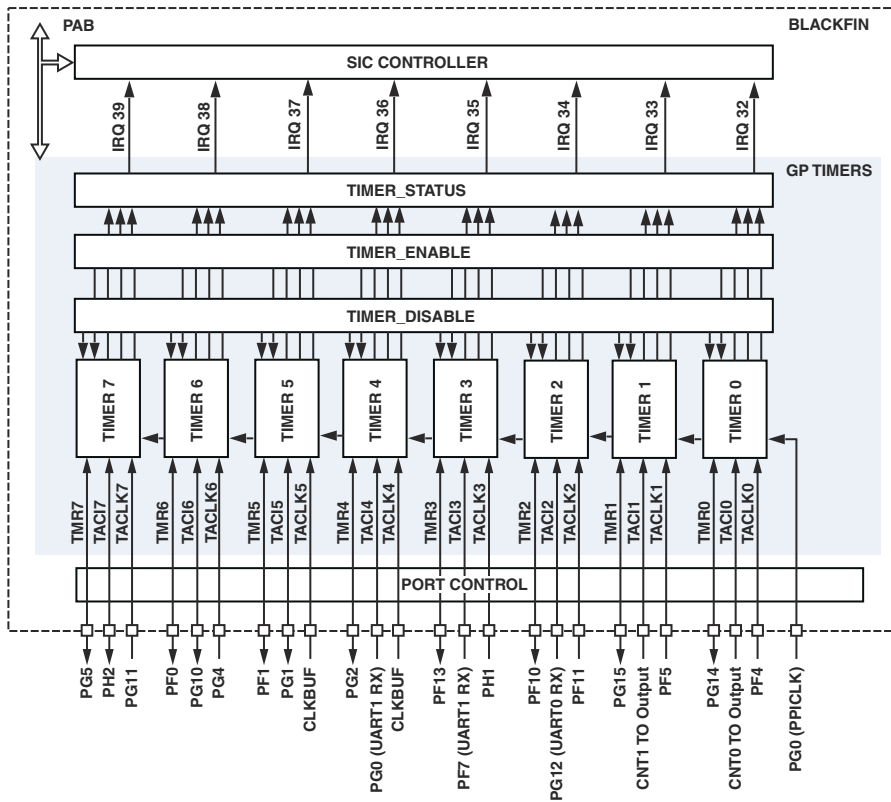 PAB
BLACKFIN
SIC CONTROLLER
IRQ 39
IRQ 38
IRQ 37
IRQ 36
IRQ 35
IRQ 34
IRQ 33
IRQ 32
GP TIMERS
TIMER_STATUS
TIMER_ENABLE
TIMER_DISABLE
TIMER 7
TIMER 6
TIMER 5
TIMER 4
TIMER 3
TIMER 2
TIMER 1
TIMER 0
TMR7
TACI7
TACLK7
TMR6
TACI6
TACLK6
TMR5
TACI5
TACLK5
TMR4
TACI4
TACLK4
TMR3
TACI3
TACLK3
TMR2
TACI2
TACLK2
TMR1
TACI1
TACLK1
TMR0
TACI0
TACLK0
PORT CONTROL
PG5
PH2
PG11
PF0
PG10
PG4
PF1
PG1
CLKBUF
PG2
PG0 (UART1 RX)
CLKBUF
PF13
PF7 (UART1 RX)
PH1
PF10
PG12 (UART0 RX)
PF11
PG15
CNT1 TO Output
PF5
PG14
CNT0 TO Output
PF4
PG0 (PPICLK)